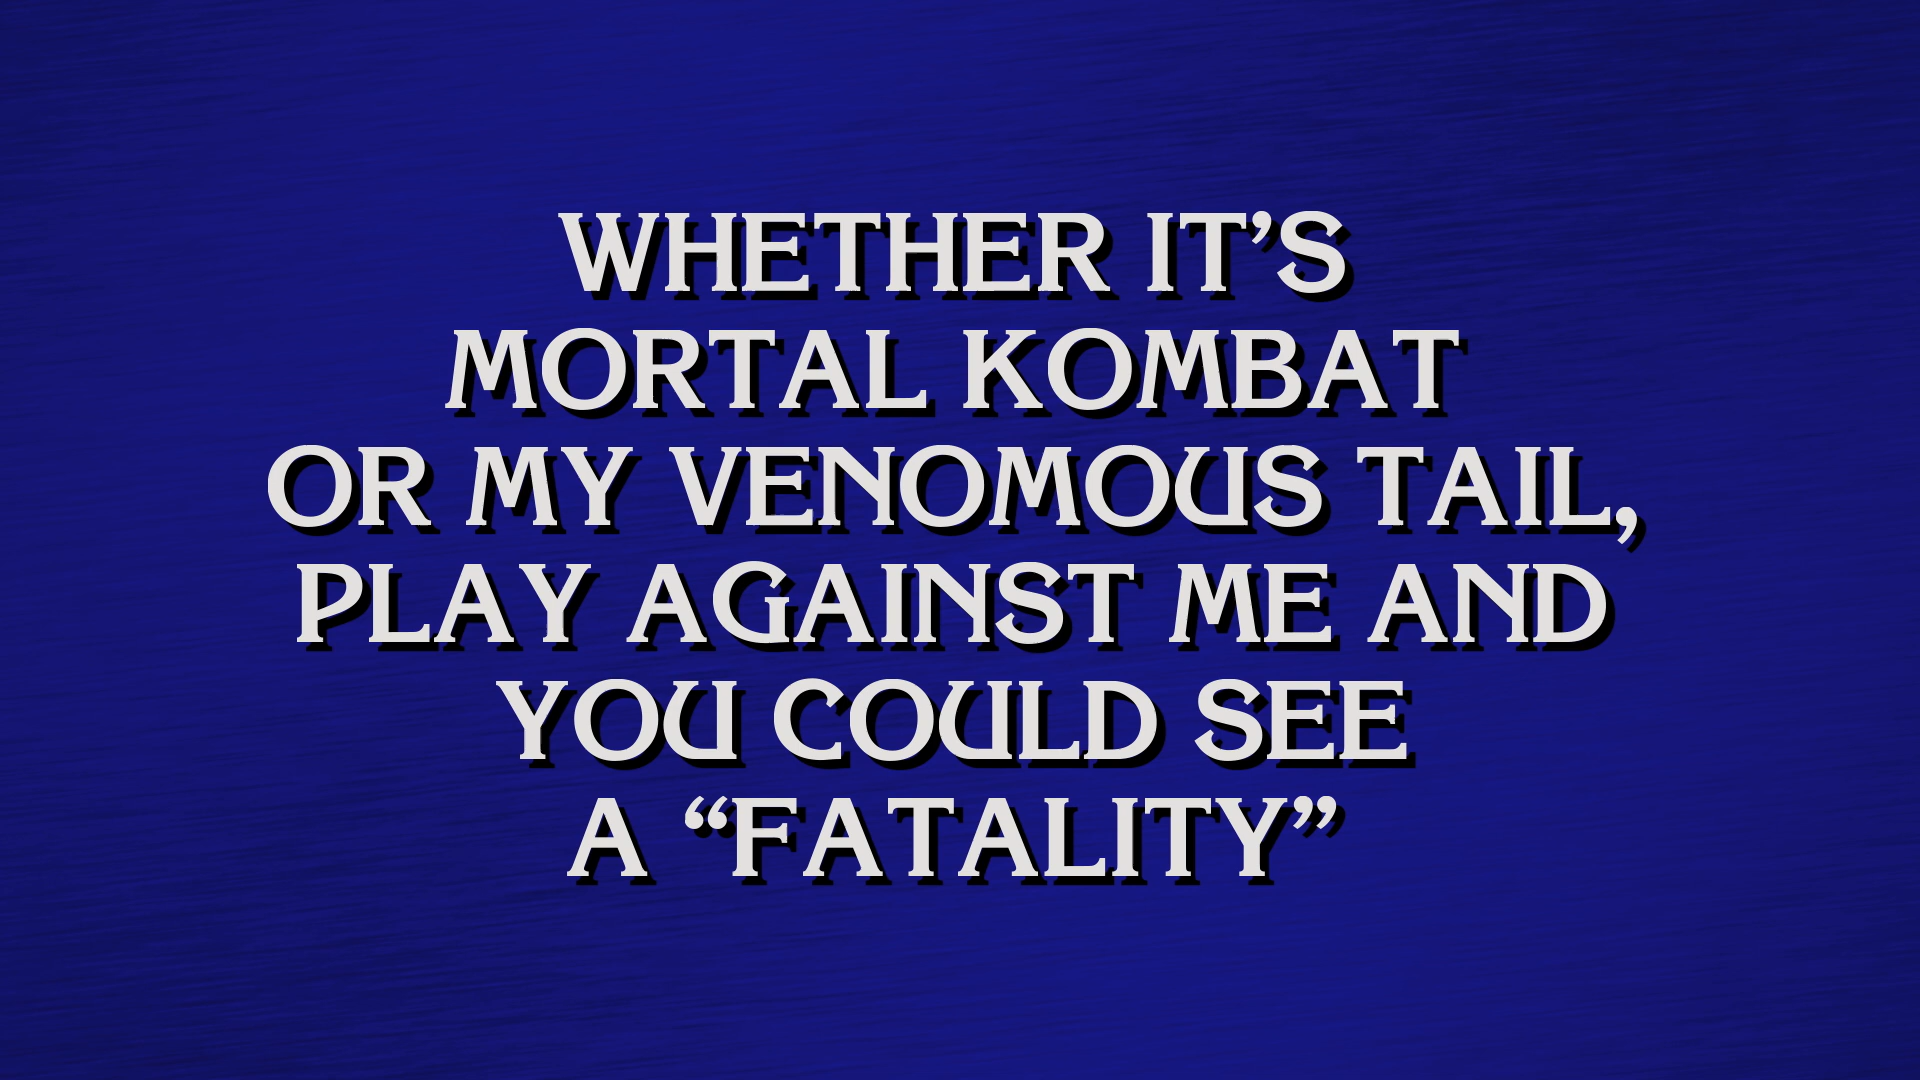 WHETHER IT’S
MORTAL KOMBAT
OR MY VENOMOUS TAIL,
PLAY AGAINST ME AND
YOU COULD SEE
A “FATALITY”